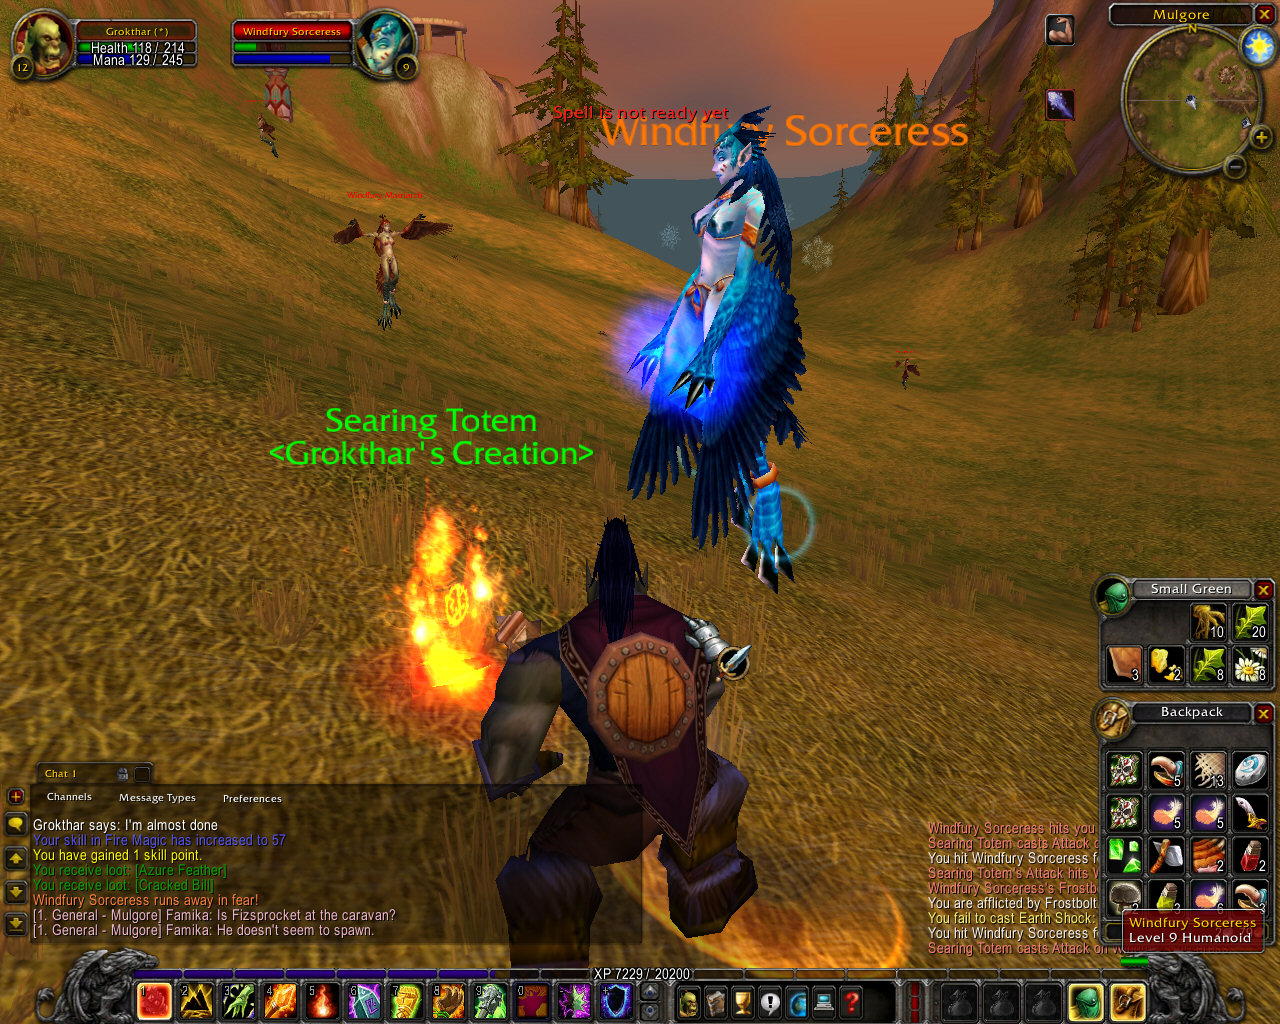 Grokthar (*)
Health 118 / 214
Mana 129 / 245
12
Windfury Sorceress
9
Mulgore
N
Spell is not ready yet
Windfury Sorceress
Windfury Matriarch
Searing Totem
<Grokthar's Creation>
Small Green
10
20
3
2
8
8
Backpack
5
13
5
5
2
2
2
3
5
Windfury Sorceress
Level 9 Humanoid
Chat 1
Channels
Message Types
Preferences
Grokthar says: I'm almost done
Your skill in Fire Magic has increased to 57
You have gained 1 skill point.
You receive loot: [Azure Feather]
You receive loot: [Cracked Bill]
Windfury Sorceress runs away in fear!
[1. General - Mulgore] Famika: Is Fizsprocket at the caravan?
[1. General - Mulgore] Famika: He doesn't seem to spawn.
Windfury Sorceress hits you
Searing Totem casts Attack
You hit Windfury Sorceress
Searing Totem's Attack hits
Windfury Sorceress's
You are afflicted by Frostbolt
You fail to cast Earth Shock:
You hit Windfury Sorceress
Searing Totem casts Attack on
XP 7229 / 20200
1
2
3
4
5
6
7
8
9
0
-
+